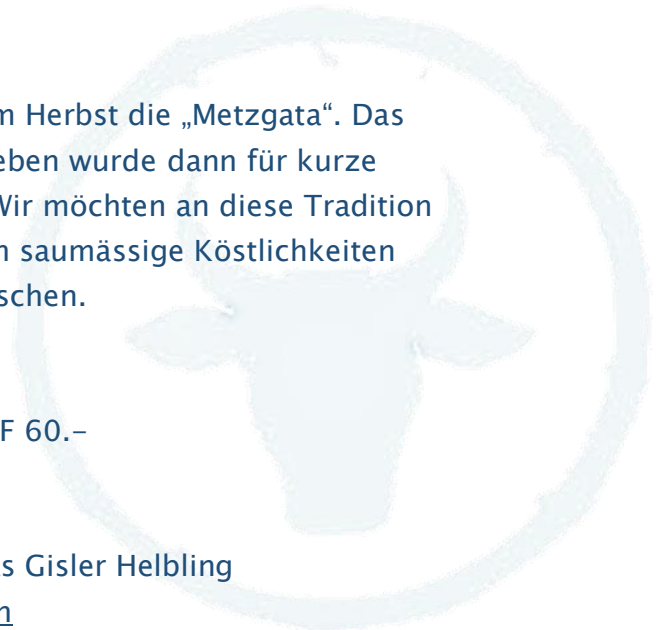 m Herbst die „Metzgata“. Das
eben wurde dann für kurze
Wir möchten an diese Tradition
n saumässige Köstlichkeiten
schen.
F 60.–
s Gisler Helbling
n